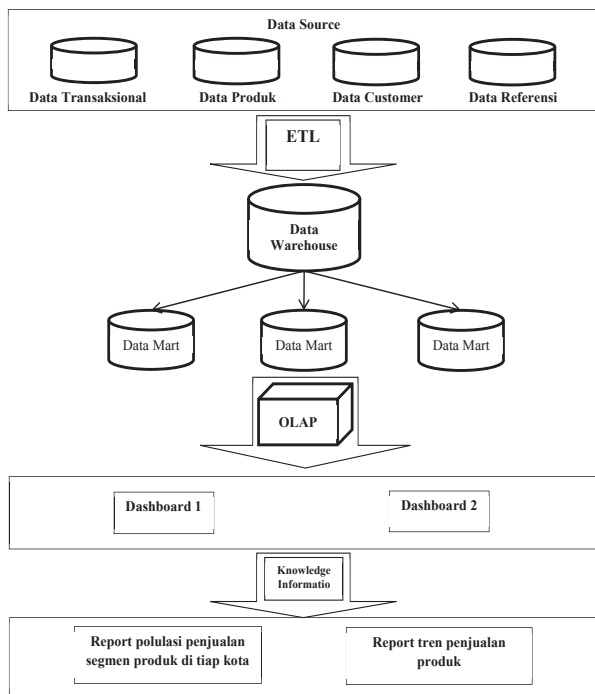 Data Source
Data Transaksional
Data Produk
Data Customer
Data Referensi
ETL
Data
Warehouse
Data Mart
Data Mart
Data Mart
OLAP
Dashboard 1
Dashboard 2
Knowledge
Informatio
Report polulasi penjualan
segmen produk di tiap kota
Report tren penjualan
produk